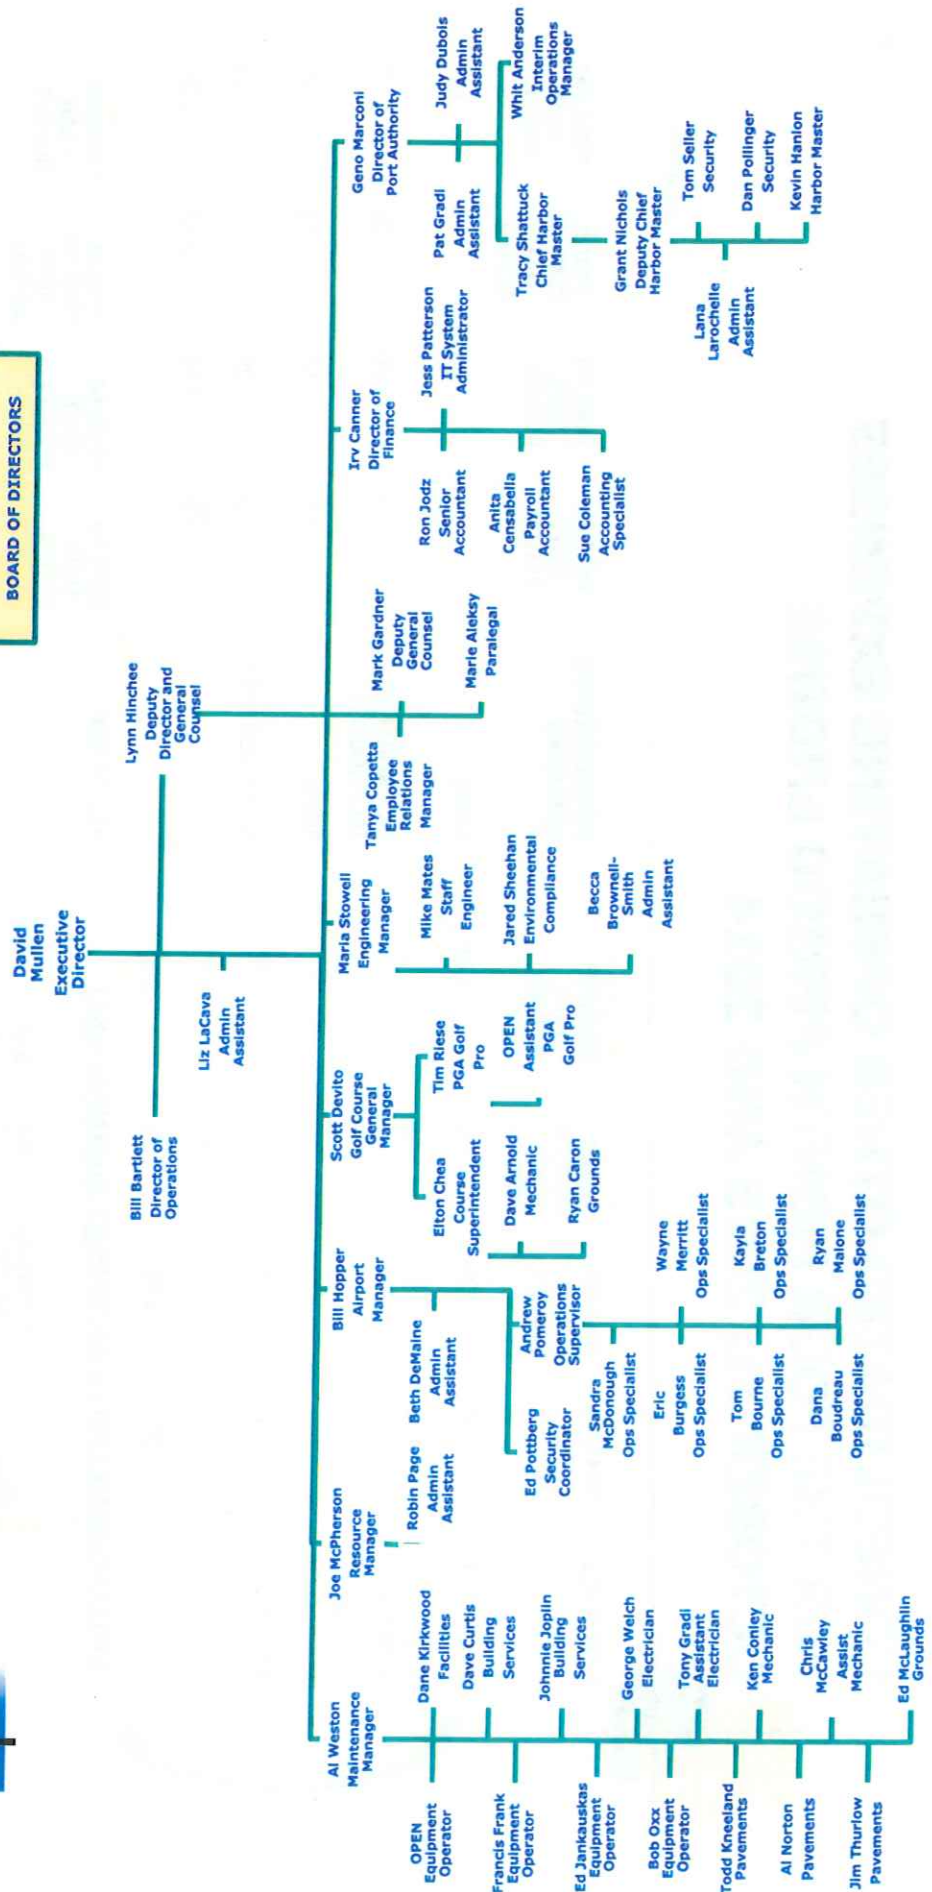 BOARD OF DIRECTORS
David
Mullen
Executive
Director
Bill Bartlett
Director of
Operations
Lynn Hinchee
Deputy
Director and
General
Counsel
Liz LaCava
Admin
Assistant
Al Weston
Maintenance
Manager
Joe McPherson
Resource
Manager
Bill Hopper
Airport
Manager
Scott Devito
Golf Course
General
Manager
Maria Stowell
Engineering
Manager
Irv Canner
Director of
Finance
Geno Marconi
Director of
Port Authority
OPEN
Equipment
Operator
Francis Frank
Equipment
Operator
Ed Jankauskas
Equipment
Operator
Bob Oxx
Equipment
Operator
Todd Kneeland
Pavements
Al Norton
Pavements
Jim Thurlow
Pavements
Dane Kirkwood
Facilities
Dave Curtis
Building
Services
Johnnie Joplin
Building
Services
George Welch
Electrician
Tony Gradi
Assistant
Electrician
Ken Conley
Mechanic
Chris
McCawley
Assist
Mechanic
Ed McLaughlin
Grounds
Robin Page
Admin
Assistant
Beth DeMaine
Admin
Assistant
Ed Pottberg
Security
Coordinator
Andrew
Pomeroy
Operations
Supervisor
Sandra
McDonough
Ops Specialist
Eric
Burgess
Ops Specialist
Tom
Bourne
Ops Specialist
Dana
Boudreau
Ops Specialist
Wayne
Merritt
Ops Specialist
Kayla
Breton
Ops Specialist
Ryan
Malone
Ops Specialist
Elton Chea
Course
Superintendent
Dave Arnold
Mechanic
Ryan Caron
Grounds
Tim Riese
PGA Golf
Pro
OPEN
Assistant
PGA
Golf Pro
Mike Mates
Staff
Engineer
Jared Sheehan
Environmental
Compliance
Becca
Brownell-
Smith
Admin
Assistant
Tanya Copetta
Employee
Relations
Manager
Mark Gardner
Deputy
General
Counsel
Marie Aleksy
Paralegal
Ron Jodz
Senior
Accountant
Anita
Censabella
Payroll
Accountant
Sue Coleman
Accounting
Specialist
Jess Patterson
IT System
Administrator
Pat Gradi
Admin
Assistant
Judy Dubois
Admin
Assistant
Tracy Shattuck
Chief Harbor
Master
Whit Anderson
Interim
Operations
Manager
Grant Nichols
Deputy Chief
Harbor Master
Lana
Larochelle
Admin
Assistant
Tom Seller
Security
Dan Pollinger
Security
Kevin Hanlon
Harbor Master